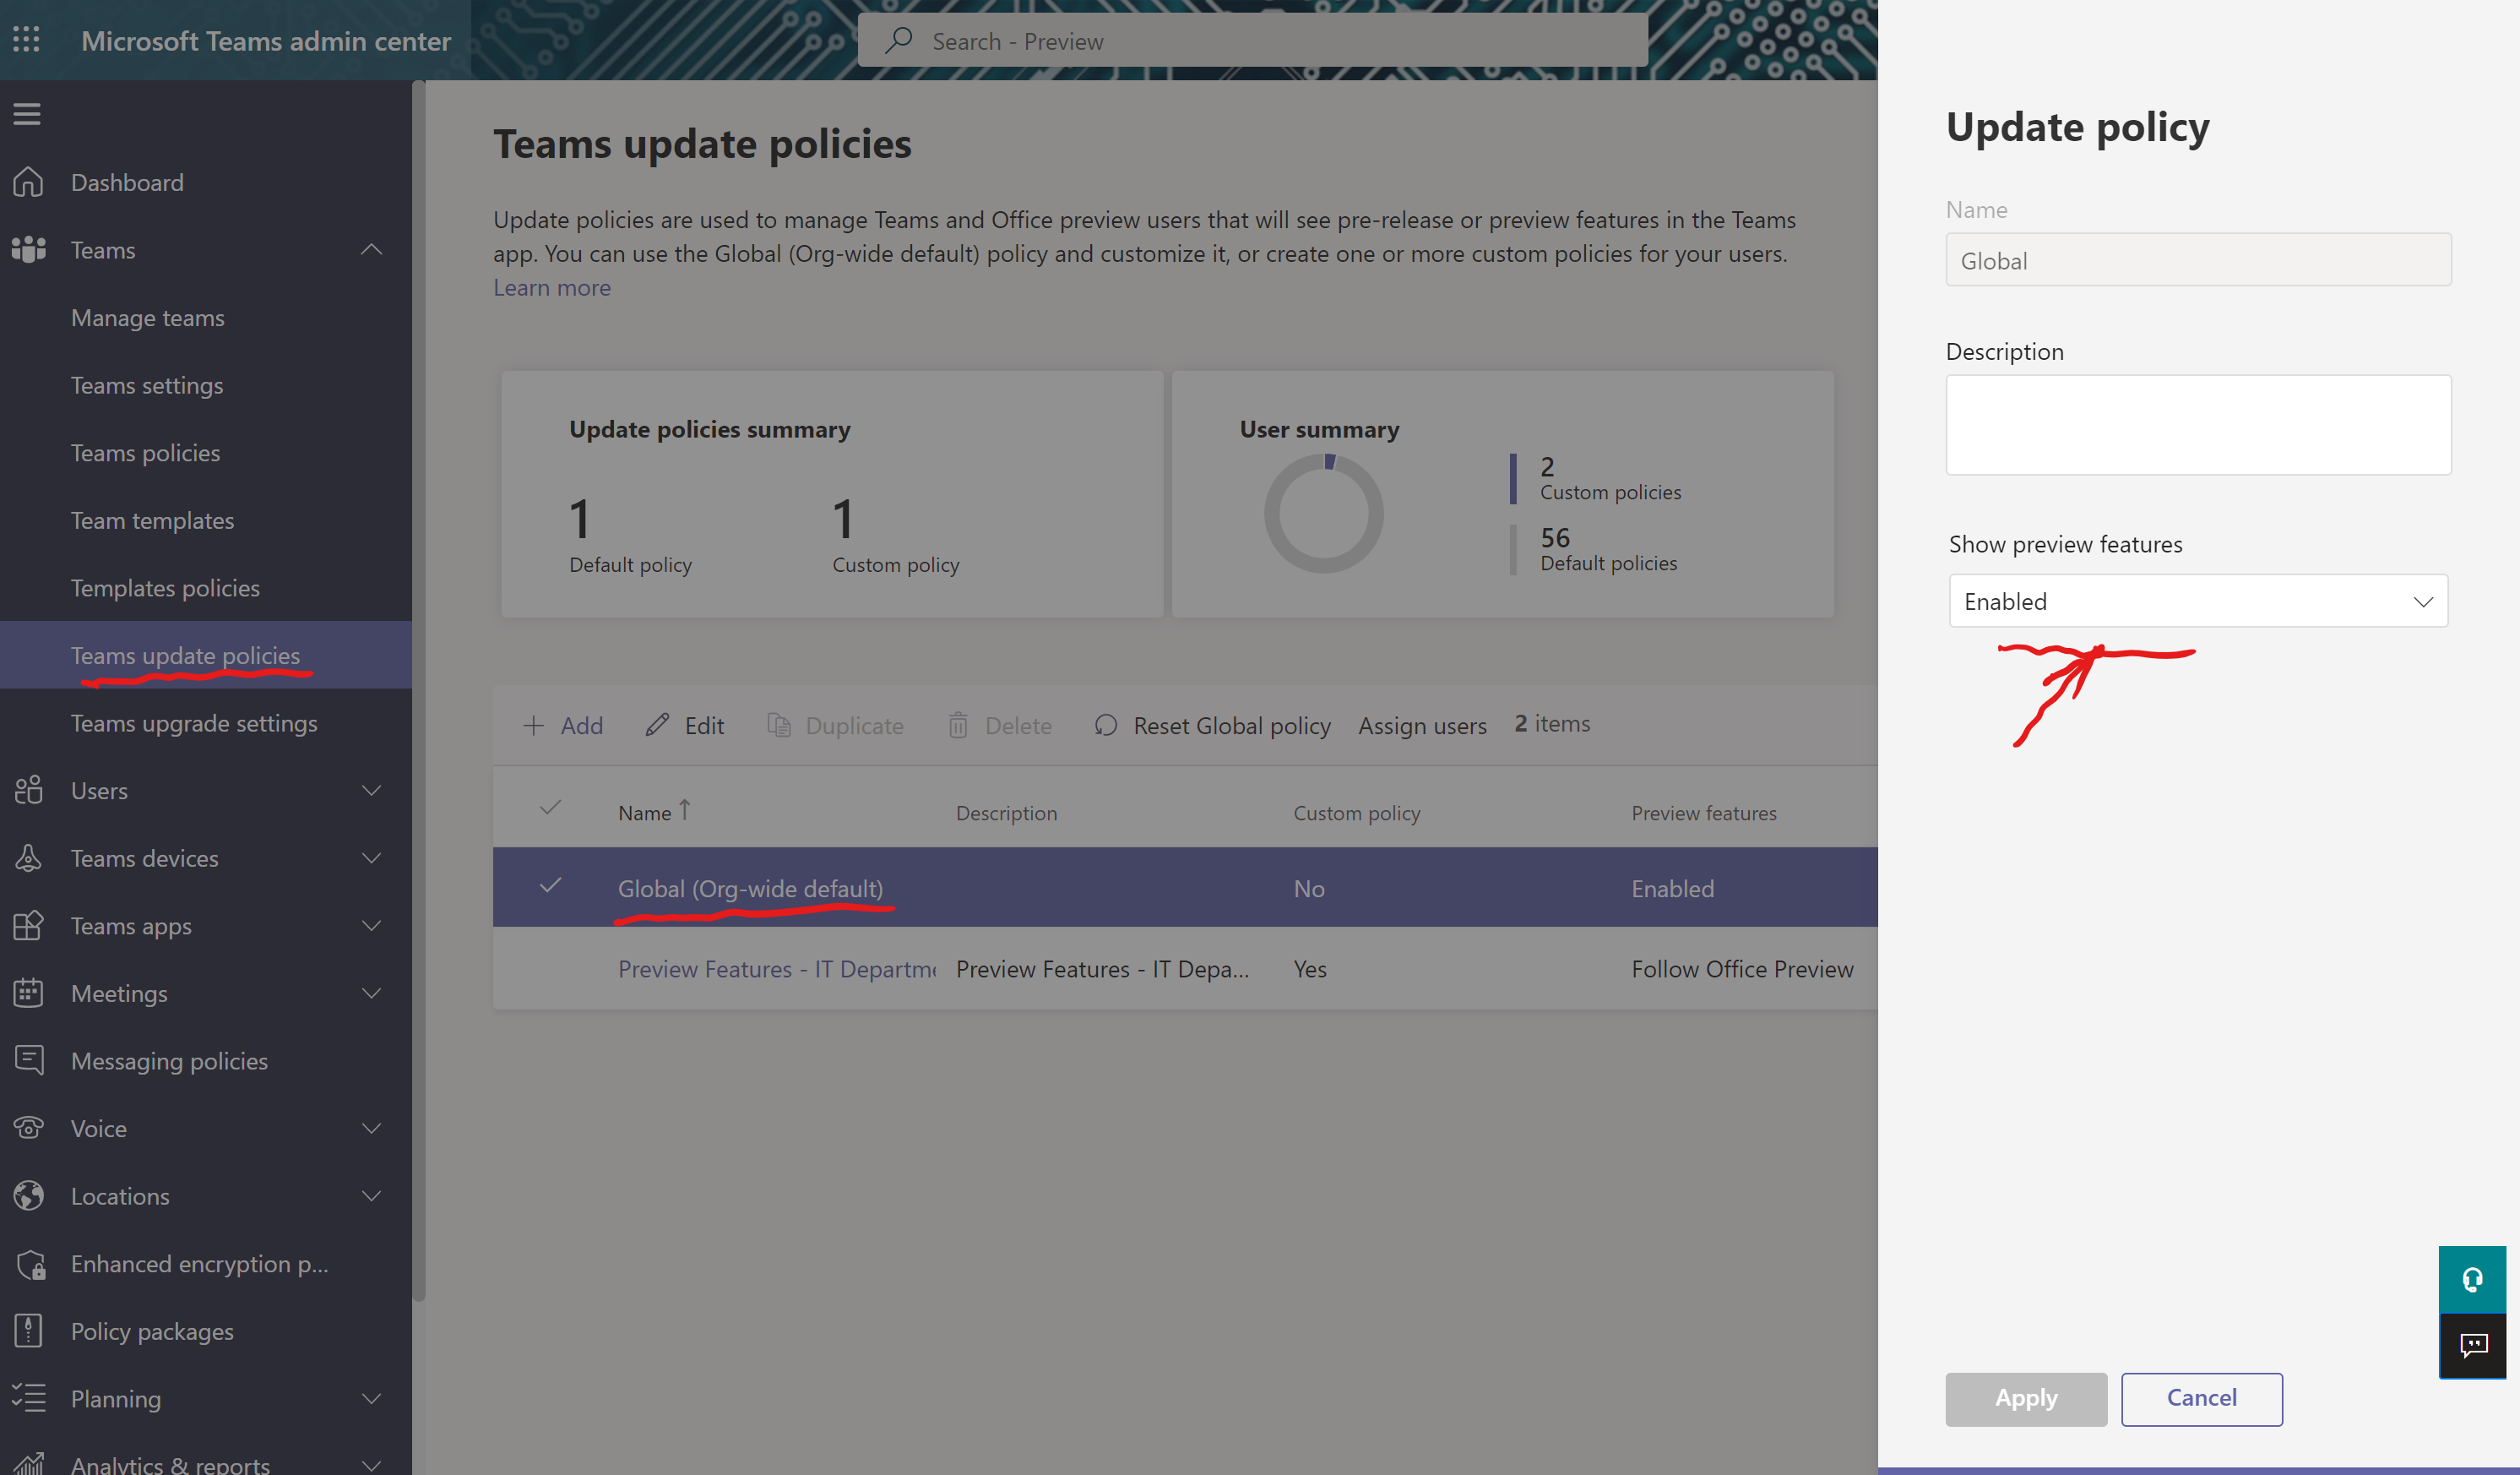 Microsoft Teams admin center
Search - Preview
Dashboard
Teams
Manage teams
Teams settings
Teams policies
Team templates
Templates policies
Teams update policies
Teams upgrade settings
Users
Teams devices
Teams apps
Meetings
Messaging policies
Voice
Locations
Enhanced encryption p...
Policy packages
Planning
Analytics & reports
Teams update policies
Update policies are used to manage Teams and Office preview users that will see pre-release or preview features in the Teams
app. You can use the Global (Org-wide default) policy and customize it, or create one or more custom policies for your users.
Learn more
Update policies summary
1
Default policy
1
Custom policy
User summary
2
Custom policies
56
Default policies
Add Edit Duplicate Delete Reset Global policy Assign users 2 items
Name Description Custom policy Preview features
Global (Org-wide default) No Enabled
Preview Features - IT Departme Preview Features - IT Depa... Yes Follow Office Preview
Update policy
Name
Global
Description
Show preview features
Enabled
Apply Cancel